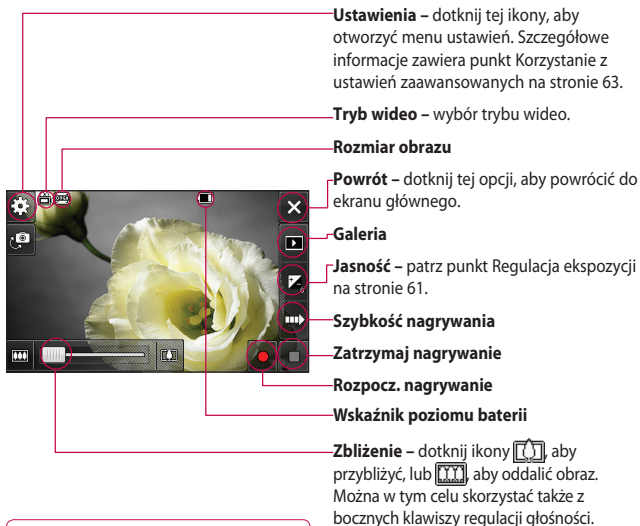 Ustawienia – dotknij tej ikony, aby
otworzyć menu ustawień. Szczegółowe
informacje zawiera punkt Korzystanie z
ustawień zaawansowanych na stronie 63.
Tryb wideo – wybór trybu wideo.
Rozmiar obrazu
Powrót – dotknij tej opcji, aby powrócić do
ekranu głównego.
Galeria
Jasność – patrz punkt Regulacja ekspozycji
na stronie 61.
Szybkość nagrywania
Zatrzymaj nagrywanie
Rozpocz. nagrywanie
Wskaźnik poziomu baterii
Zbliżenie – dotknij ikony , aby
przybliżyć, lub , aby oddalić obraz.
Można w tym celu skorzystać także z
bocznych klawiszy regulacji głośności.